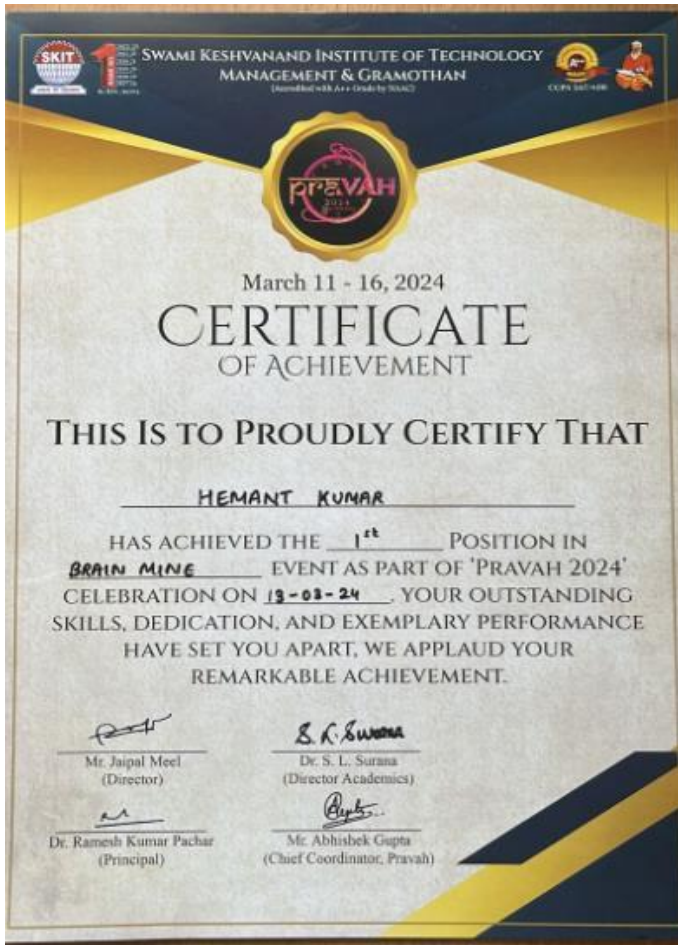 SKIT
1
SWAMI KESHVANAND INSTITUTE OF TECHNOLOGY
MANAGEMENT & GRAMOTHAN
(Accredited with A++ Grade by NAAC)
PRAVAH
2024
March 11 - 16, 2024
CERTIFICATE
OF ACHIEVEMENT
THIS IS TO PROUDLY CERTIFY THAT
HEMANT KUMAR
HAS ACHIEVED THE 1st POSITION IN
BRAIN MINE EVENT AS PART OF 'PRAVAH 2024'
CELEBRATION ON 13-03-24. YOUR OUTSTANDING
SKILLS, DEDICATION, AND EXEMPLARY PERFORMANCE
HAVE SET YOU APART, WE APPLAUD YOUR
REMARKABLE ACHIEVEMENT.
S. L. Surana
Mr. Jaipal Meel
(Director)
Dr. S. L. Surana
(Director Academics)
Dr. Ramesh Kumar Pachar
(Principal)
Mr. Abhishek Gupta
(Chief Coordinator, Pravah)